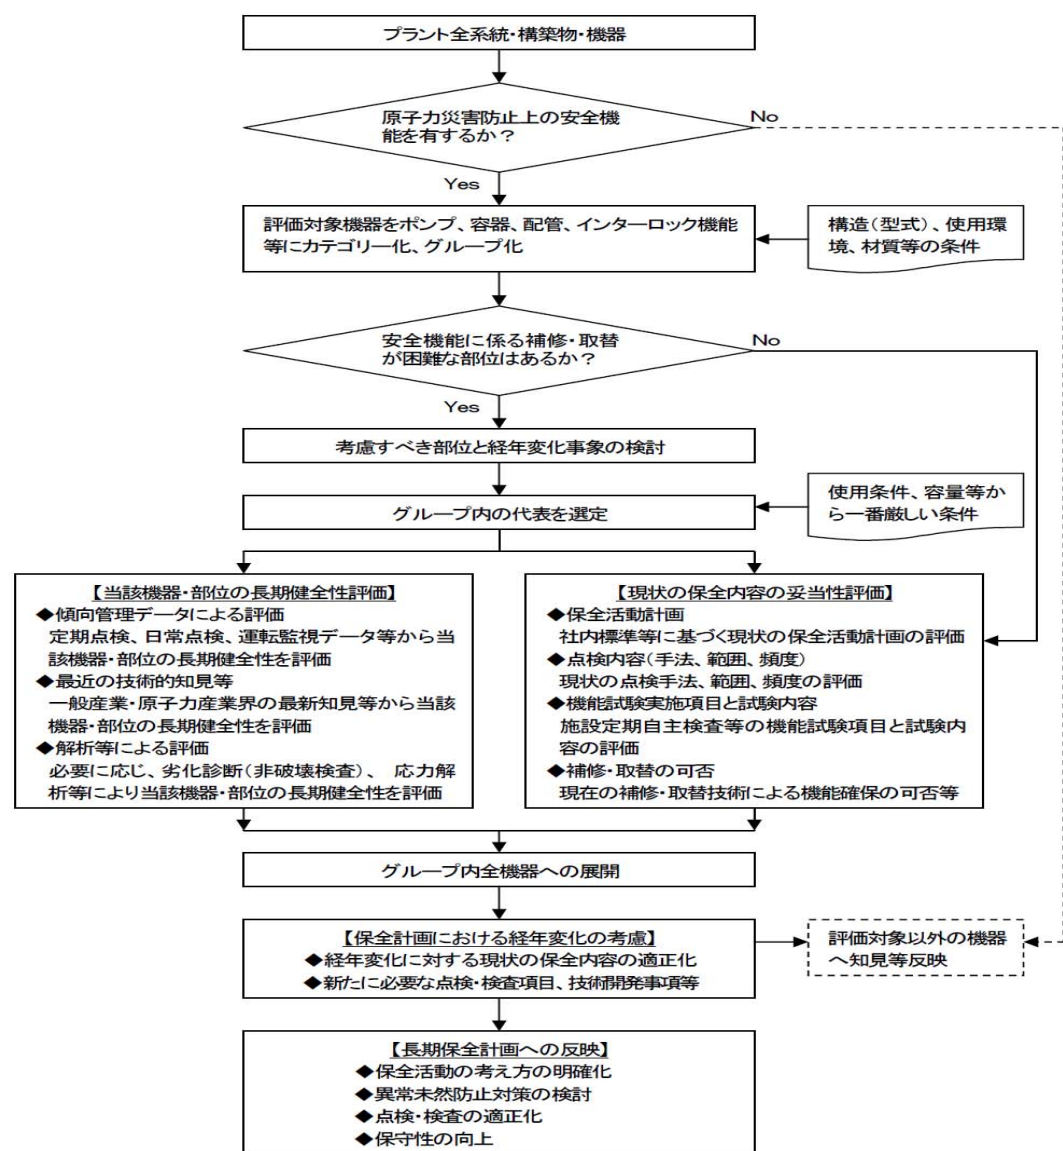 プラント全系統・構築物・機器
原子力災害防止上の安全機
能を有するか？
No
Yes
評価対象機器をポンプ、容器、配管、インターロック機能
等にカテゴリー化、グループ化
構造（型式）、使用環
境、材質等の条件
安全機能に係る補修・取替
が困難な部位はあるか？
No
Yes
考慮すべき部位と経年変化事象の検討
グループ内の代表を選定
使用条件、容量等か
ら一番厳しい条件
【当該機器・部位の長期健全性評価】
◆傾向管理データによる評価
定期点検、日常点検、運転監視データ等から当
該機器・部位の長期健全性を評価
◆最近の技術的知見等
一般産業・原子力産業界の最新知見等から当該
機器・部位の長期健全性を評価
◆解析等による評価
必要に応じ、劣化診断（非破壊検査）、 応力解
析等により当該機器・部位の長期健全性を評価
【現状の保全内容の妥当性評価】
◆保全活動計画
社内標準等に基づく現状の保全活動計画の評価
◆点検内容（手法、範囲、頻度）
現状の点検手法、範囲、頻度の評価
◆機能試験実施項目と試験内容
施設定期自主検査等の機能試験項目と試験内
容の評価
◆補修・取替の可否
現在の補修・取替技術による機能確保の可否等
グループ内全機器への展開
【保全計画における経年変化の考慮】
◆経年変化に対する現状の保全内容の適正化
◆新たに必要な点検・検査項目、技術開発事項等
評価対象以外の機器
へ知見等反映
【長期保全計画への反映】
◆保全活動の考え方の明確化
◆異常未然防止対策の検討
◆点検・検査の適正化
◆保守性の向上